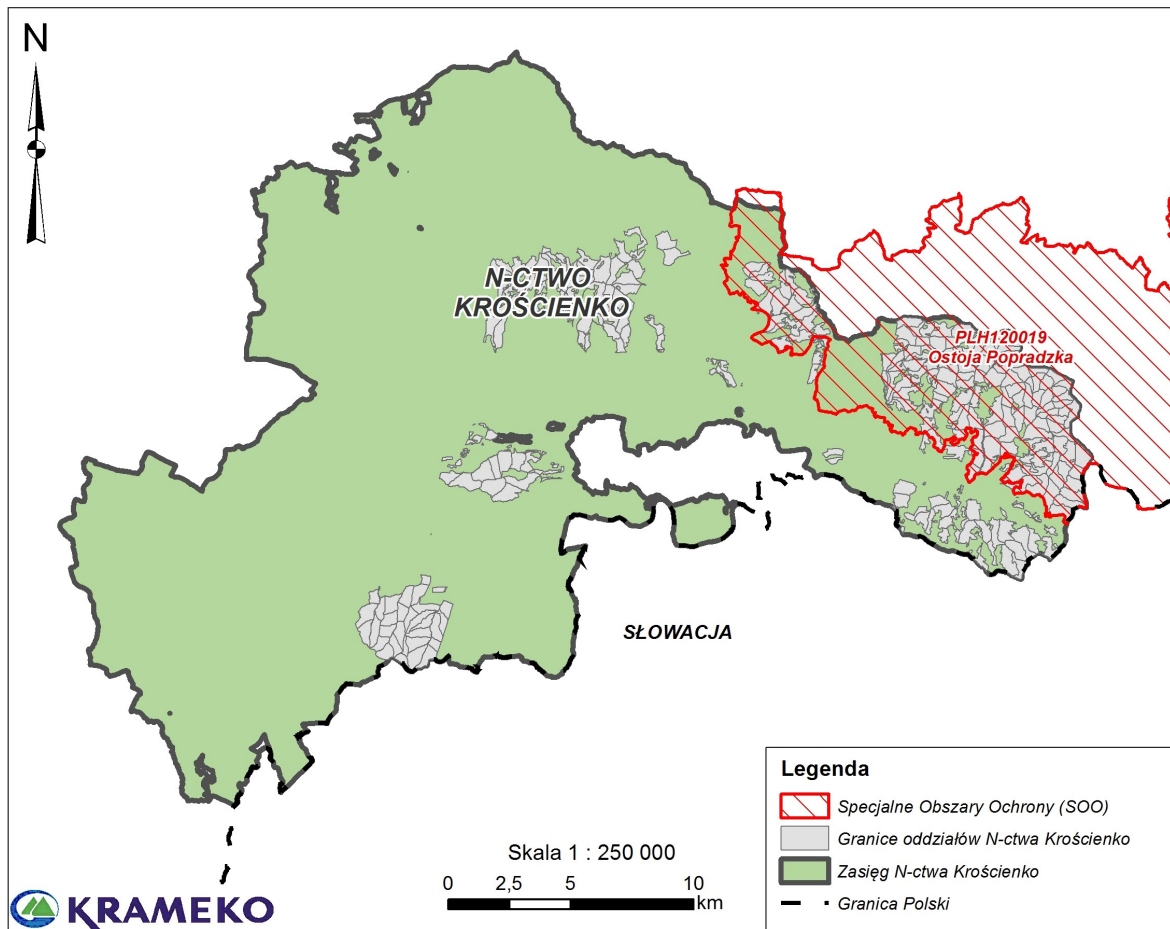 N
N-CTWO
KROŚCIENKO
PLH120019
Ostoja Popradzka
SŁOWACJA
Legenda
Specjalne Obszary Ochrony (SOO)
Granice oddziałów N-ctwa Krościenko
Zasięg N-ctwa Krościenko
Granica Polski
Skala 1 : 250 000
0 2,5 5 10
km
KRAMEKO